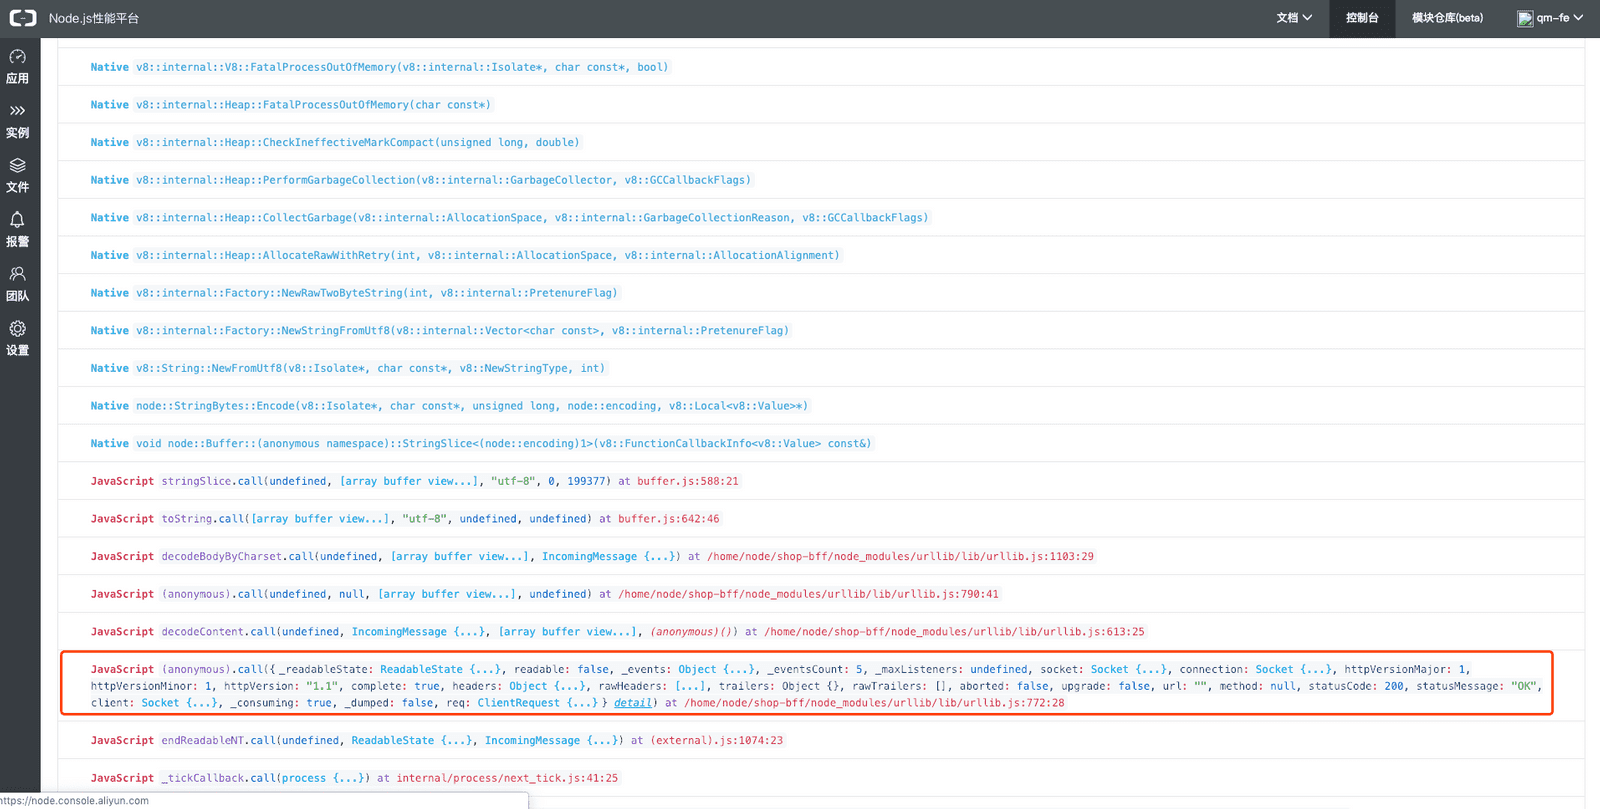 Node.js性能平台
文档
控制台
模块仓库(beta)
qm-fe
应用
实例
文件
报警
团队
设置
Native v8::internal::V8::FatalProcessOutOfMemory(v8::internal::Isolate*, char const*, bool)
Native v8::internal::Heap::FatalProcessOutOfMemory(char const*)
Native v8::internal::Heap::CheckIneffectiveMarkCompact(unsigned long, double)
Native v8::internal::Heap::PerformGarbageCollection(v8::internal::GarbageCollector, v8::GCCallbackFlags)
Native v8::internal::Heap::CollectGarbage(v8::internal::AllocationSpace, v8::internal::GarbageCollectionReason, v8::GCCallbackFlags)
Native v8::internal::Heap::AllocateRawWithRetry(int, v8::internal::AllocationSpace, v8::internal::AllocationAlignment)
Native v8::internal::Factory::NewRawTwoByteString(int, v8::internal::PretenureFlag)
Native v8::internal::Factory::NewStringFromUtf8(v8::internal::Vector<char const>, v8::internal::PretenureFlag)
Native v8::String::NewFromUtf8(v8::Isolate*, char const*, v8::NewStringType, int)
Native node::StringBytes::Encode(v8::Isolate*, char const*, unsigned long, node::encoding, v8::Local<v8::Value>*)
Native void node::Buffer::(anonymous namespace)::StringSlice<(node::encoding)1>(v8::FunctionCallbackInfo<v8::Value> const&)
JavaScript stringSlice.call(undefined, [array buffer view...], "utf-8", 0, 199377) at buffer.js:588:21
JavaScript toString.call([array buffer view...], "utf-8", undefined, undefined) at buffer.js:642:46
JavaScript decodeBodyByCharset.call(undefined, [array buffer view...], IncomingMessage {...}) at /home/node/shop-bff/node_modules/urllib/lib/urllib.js:1103:29
JavaScript (anonymous).call(undefined, null, [array buffer view...], undefined) at /home/node/shop-bff/node_modules/urllib/lib/urllib.js:790:41
JavaScript decodeContent.call(undefined, IncomingMessage {...}, [array buffer view...], (anonymous)()) at /home/node/shop-bff/node_modules/urllib/lib/urllib.js:613:25
JavaScript (anonymous).call({ _readableState: ReadableState {...}, readable: false, _events: Object {...}, _eventsCount: 5, _maxListeners: undefined, socket: Socket {...}, connection: Socket {...}, httpVersionMajor: 1,
httpVersionMinor: 1, httpVersion: "1.1", complete: true, headers: Object {...}, rawHeaders: [...], trailers: Object {}, rawTrailers: [], aborted: false, upgrade: false, url: "", method: null, statusCode: 200, statusMessage: "OK",
client: Socket {...}, _consuming: true, _dumped: false, req: ClientRequest {...} } detail) at /home/node/shop-bff/node_modules/urllib/lib/urllib.js:772:28
JavaScript endReadableNT.call(undefined, ReadableState {...}, IncomingMessage {...}) at (external).js:1074:23
JavaScript _tickCallback.call(process {...}) at internal/process/next_tick.js:41:25
https://node.console.aliyun.com